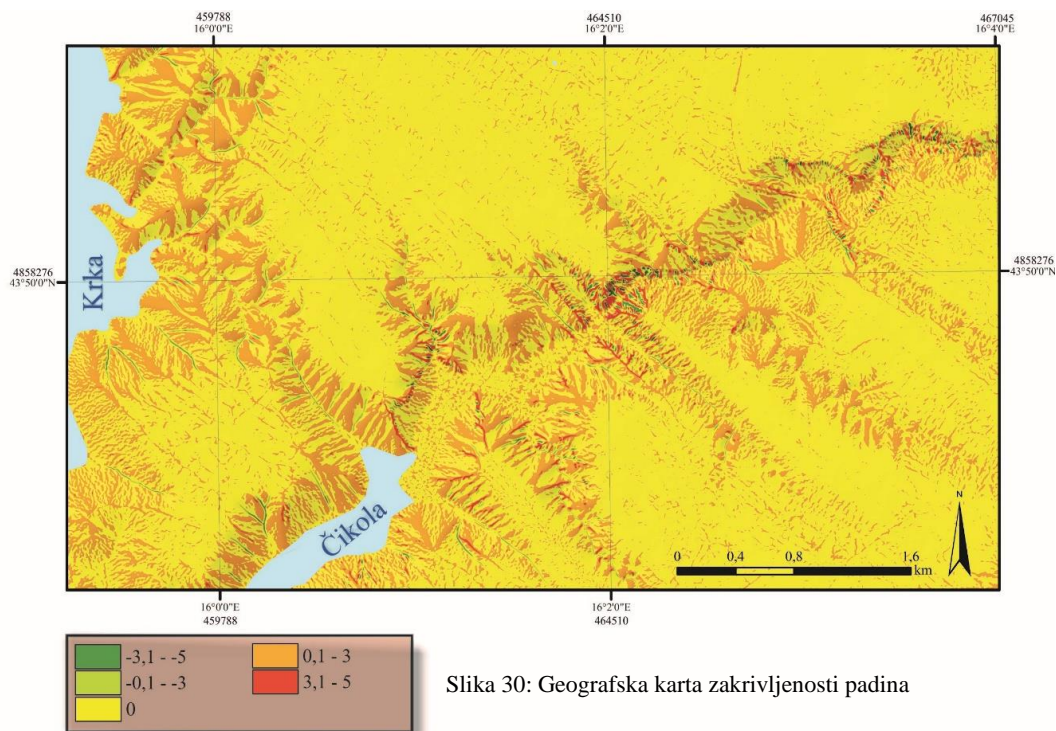 459788
16°0'0"E
464510
16°2'0"E
467045
16°4'0"E
4858276
43°50'0"N
Krka
4858276
43°50'0"N
Čikola
N
0 0,4 0,8 1,6
km
16°0'0"E
459788
16°2'0"E
464510
-3,1 - -5
0,1 - 3
-0,1 - -3
3,1 - 5
0
Slika 30: Geografska karta zakrivljenosti padina